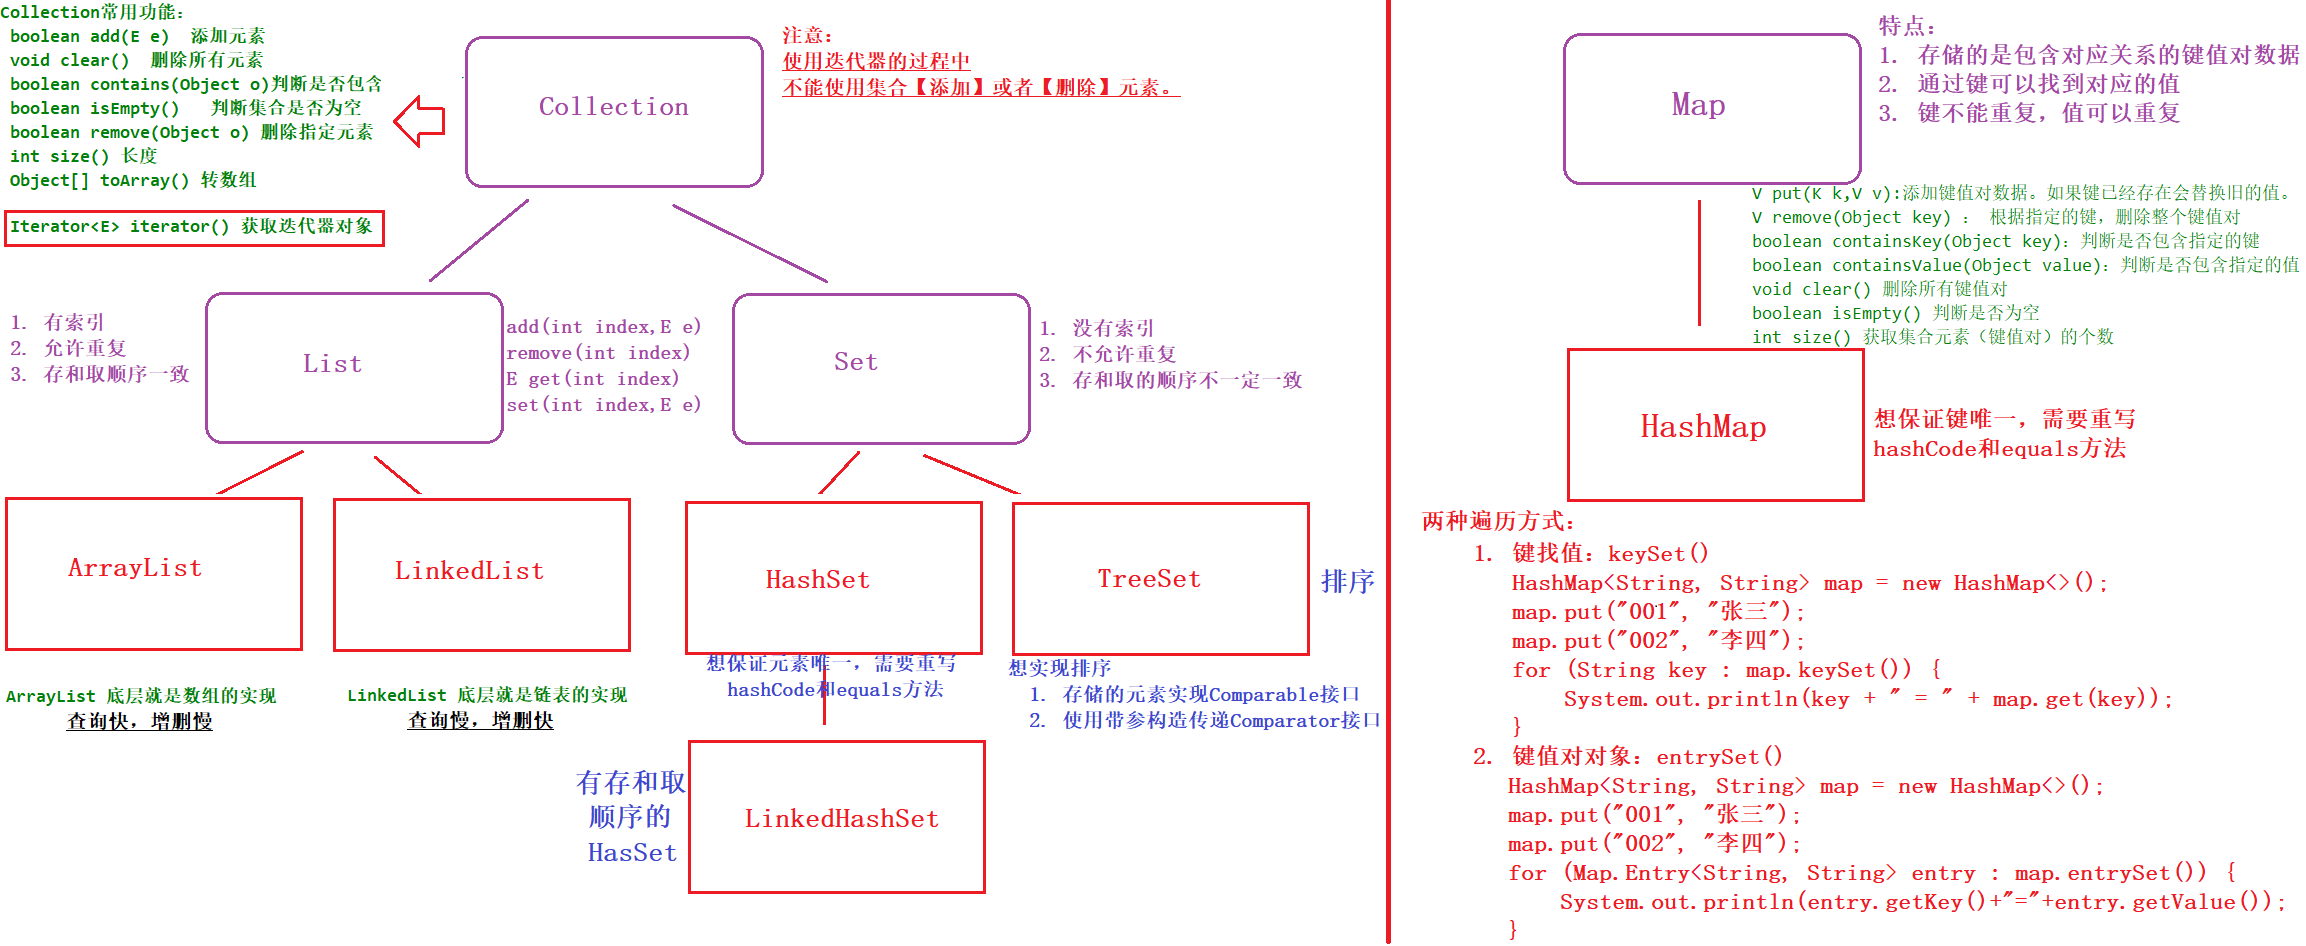 Collection常用功能：
boolean add(E e)  添加元素
void clear()  删除所有元素
boolean contains(Object o)判断是否包含
boolean isEmpty()   判断集合是否为空
boolean remove(Object o) 删除指定元素
int size() 长度
Object[] toArray() 转数组
Iterator<E> iterator() 获取迭代器对象
Collection
注意：
使用迭代器的过程中
不能使用集合【添加】或者【删除】元素。
1. 有索引
2. 允许重复
3. 存和取顺序一致
List
add(int index,E e)
remove(int index)
E get(int index)
set(int index,E e)
Set
1. 没有索引
2. 不允许重复
3. 存和取的顺序不一定一致
ArrayList
LinkedList
HashSet
TreeSet
排序
ArrayList 底层就是数组的实现
查询快，增删慢
LinkedList 底层就是链表的实现
查询慢，增删快
想保证元素唯一，需要重写
hashCode和equals方法
想实现排序
1. 存储的元素实现Comparable接口
2. 使用带参构造传递Comparator接口
有存和取
顺序的
HasSet
LinkedHashSet
Map
特点：
1. 存储的是包含对应关系的键值对数据
2. 通过键可以找到对应的值
3. 键不能重复，值可以重复
V put(K k,V v):添加键值对数据。如果键已经存在会替换旧的值。
V remove(Object key) ： 根据指定的键，删除整个键值对
boolean containsKey(Object key)：判断是否包含指定的键
boolean containsValue(Object value)：判断是否包含指定的值
void clear() 删除所有键值对
boolean isEmpty() 判断是否为空
int size() 获取集合元素（键值对）的个数
HashMap
想保证键唯一，需要重写
hashCode和equals方法
两种遍历方式：
1. 键找值：keySet()
HashMap<String, String> map = new HashMap<>();
map.put("001", "张三");
map.put("002", "李四");
for (String key : map.keySet()) {
System.out.println(key + " = " + map.get(key));
}
2. 键值对对象：entrySet()
HashMap<String, String> map = new HashMap<>();
map.put("001", "张三");
map.put("002", "李四");
for (Map.Entry<String, String> entry : map.entrySet()) {
System.out.println(entry.getKey()+"="+entry.getValue());
}